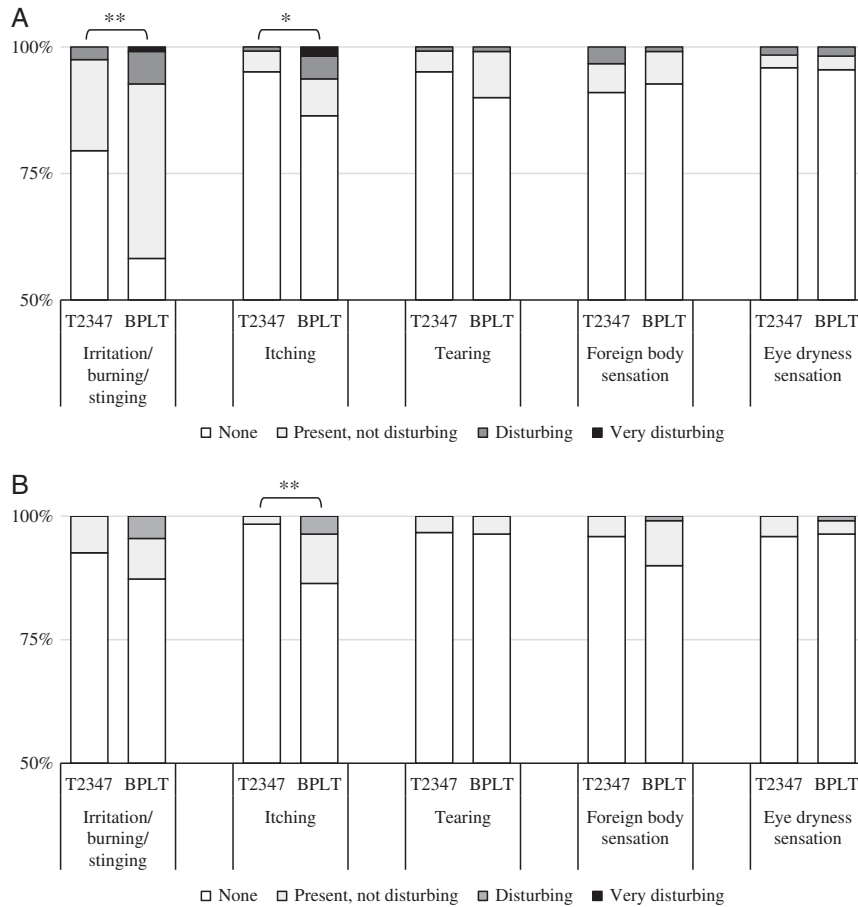 A
** *
100%
75%
50%
T2347 BPLT T2347 BPLT T2347 BPLT T2347 BPLT T2347 BPLT
Irritation/ Itching Tearing Foreign body Eye dryness
burning/ sensation sensation
stinging
None Present, not disturbing Disturbing Very disturbing
B
**
100%
75%
50%
T2347 BPLT T2347 BPLT T2347 BPLT T2347 BPLT T2347 BPLT
Irritation/ Itching Tearing Foreign body Eye dryness
burning/ sensation sensation
stinging
None Present, not disturbing Disturbing Very disturbing